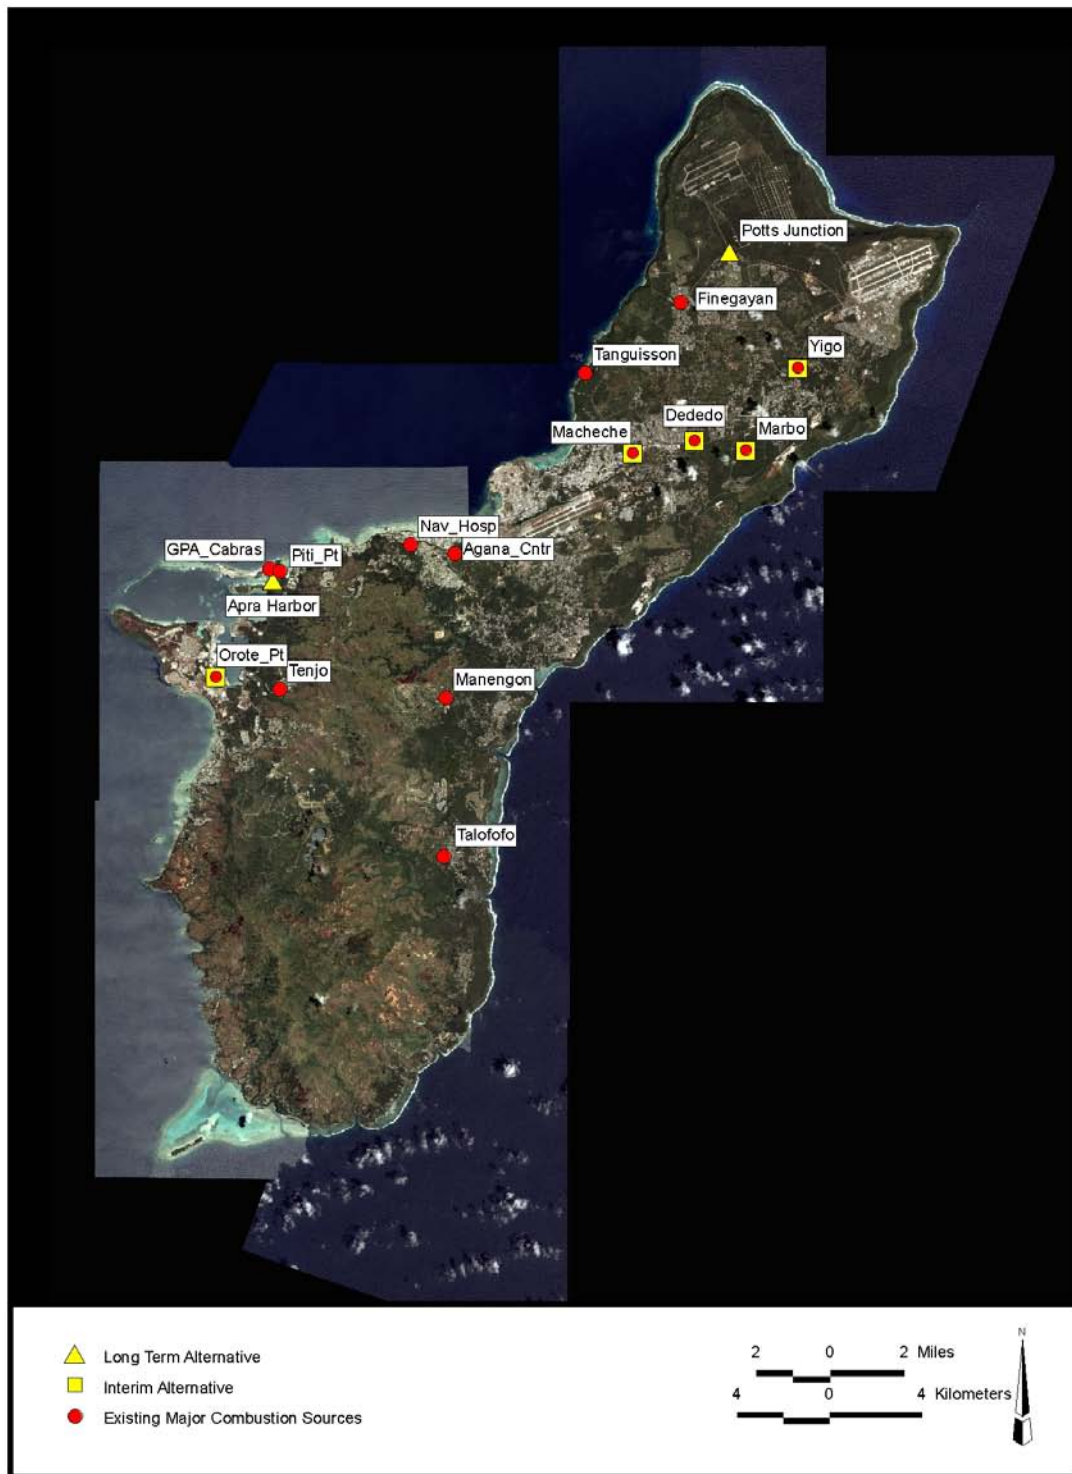 Potts Junction
Finegayan
Tanguisson
Yigo
Dededo
Macheche
Marbo
Nav_Hosp
GPA_Cabras
Piti_Pt
Agana_Cntr
Apra Harbor
Orote_Pt
Tenjo
Manengon
Talofofo
Long Term Alternative
Interim Alternative
Existing Major Combustion Sources
2 0 2 Miles
4 0 4 Kilometers
N